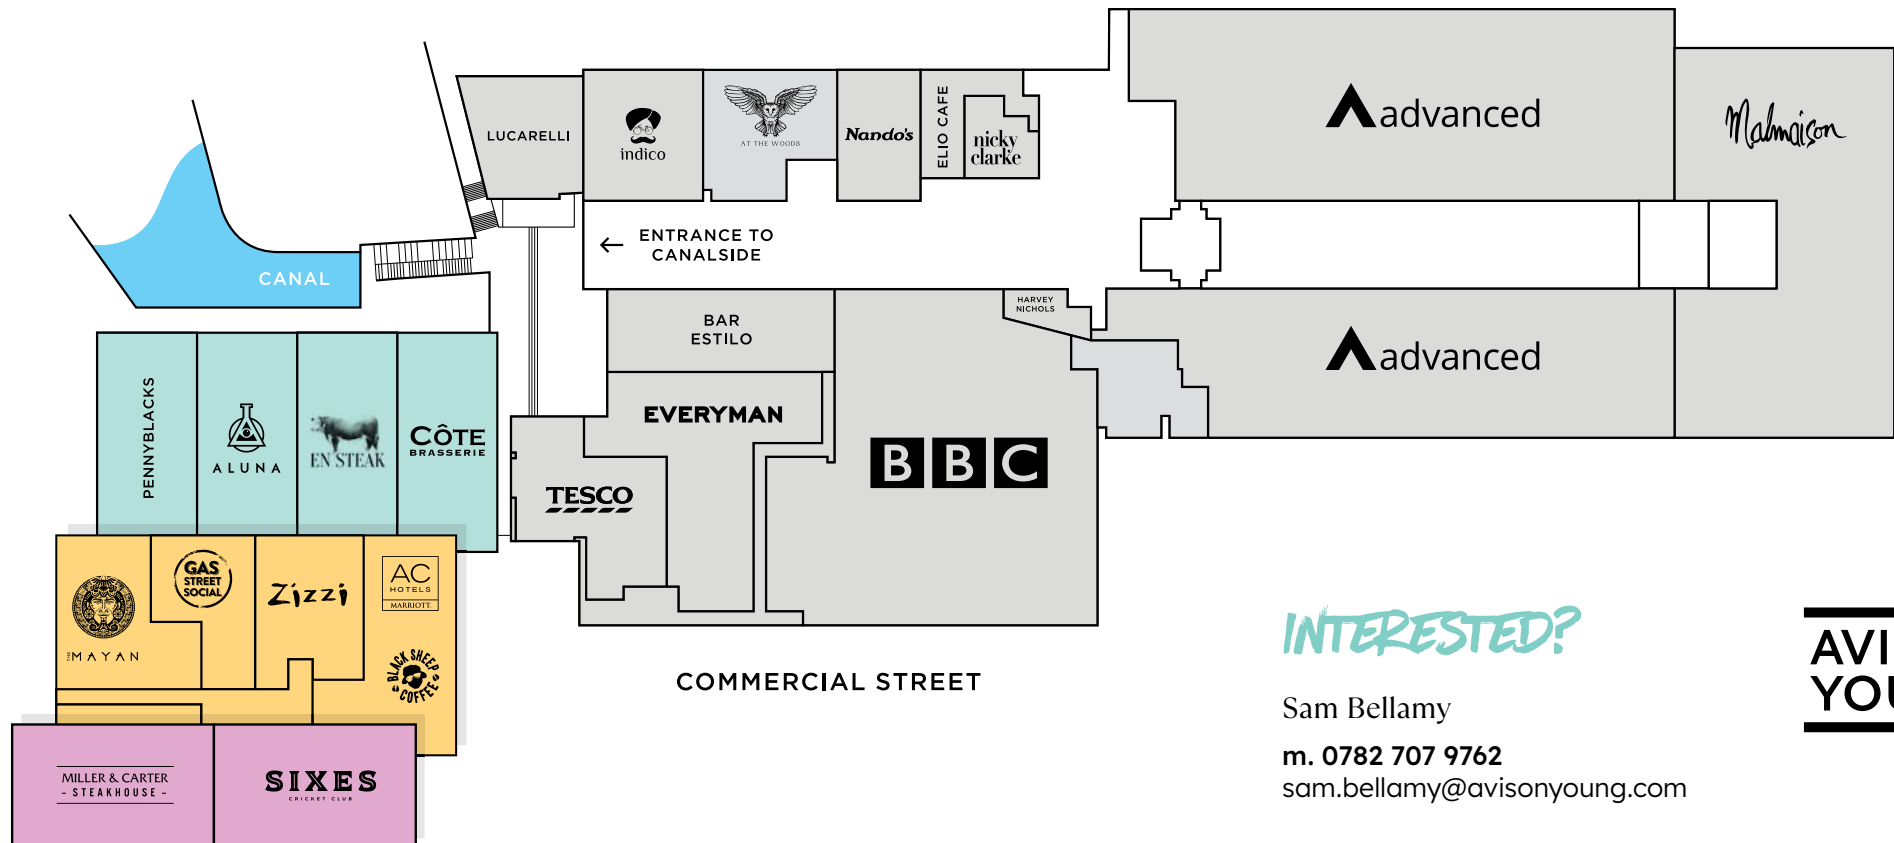 LUCARELLI
indico
AT THE WOODS
Nando's
ELIO CAFE
nicky
clarke
advanced
Malmaison
← ENTRANCE TO
CANALSIDE
CANAL
BAR
ESTILO
HARVEY
NICHOLS
advanced
PENNYBLACKS
ALUNA
EN STEAK
CÔTE
BRASSERIE
EVERYMAN
TESCO
BBC
THE MAYAN
GAS
STREET
SOCIAL
Zizzi
AC
HOTELS
MARRIOTT
BLACK SHEEP
COFFEE
MILLER & CARTER
- STEAKHOUSE -
SIXES
CRICKET CLUB
COMMERCIAL STREET
INTERESTED?
Sam Bellamy
m. 0782 707 9762
sam.bellamy@avisonyoung.com
AVI
YOU